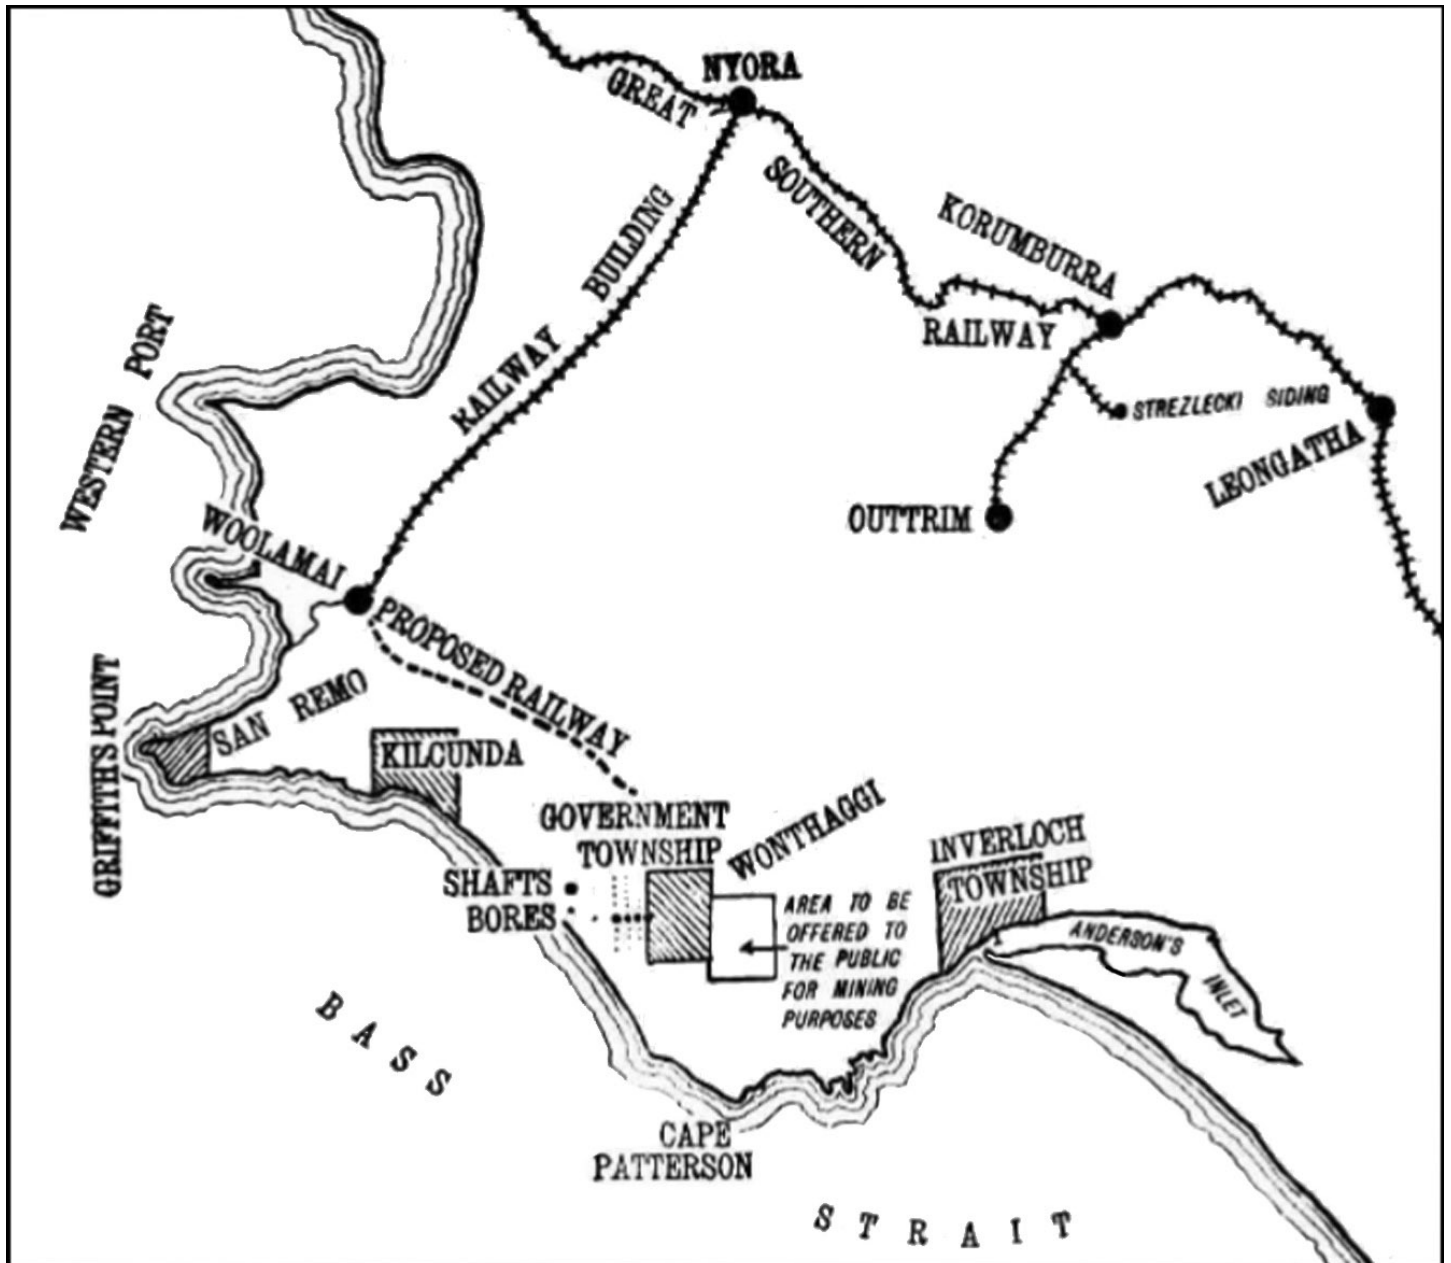 NYORA
GREAT
SOUTHERN
RAILWAY
KORUMBURRA
RAILWAY BUILDING
STREZLECKI SIDING
LEONGATHA
OUTTRIM
WESTERN PORT
WOOLAMAI
PROPOSED RAILWAY
GRIFFITH'S POINT
SAN REMO
KILCUNDA
GOVERNMENT
TOWNSHIP
WONTHAGGI
INVERLOCH
TOWNSHIP
SHAFTS
BORES
AREA TO BE
OFFERED TO
THE PUBLIC
FOR MINING
PURPOSES
ANDERSON'S
INLET
BASS
CAPE
PATTERSON
STRAIT